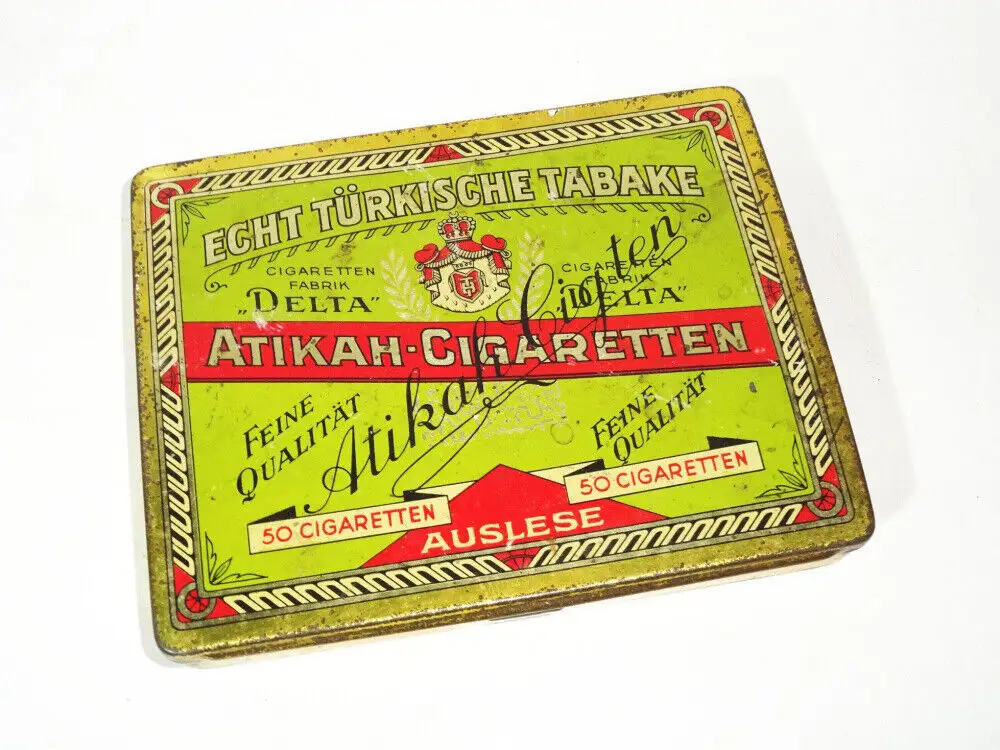 ECHT TÜRKISCHE TABAKE
CIGARETTEN
FABRIK
„DELTA"
CIGARETTEN
FABRIK
„DELTA"
ATIKAH-CIGARETTEN
Atikah Cigten
FEINE
QUALITÄT
FEINE
QUALITÄT
50 CIGARETTEN
50 CIGARETTEN
AUSLESE